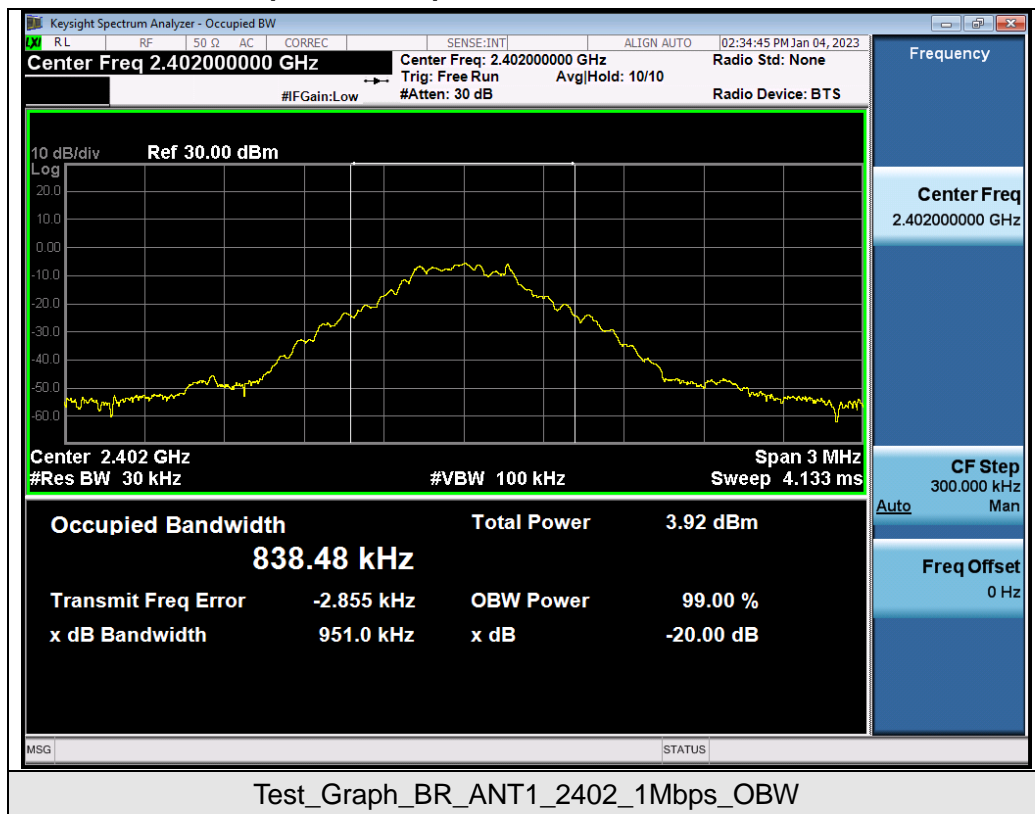 Keysight Spectrum Analyzer - Occupied BW
LXI RL RF 50 Ω AC CORREC SENSE:INT ALIGN AUTO 02:34:45 PM Jan 04, 2023
Center Freq 2.402000000 GHz
Center Freq: 2.402000000 GHz
Radio Std: None
Trig: Free Run Avg|Hold: 10/10
#IFGain:Low
#Atten: 30 dB
Radio Device: BTS
10 dB/div Ref 30.00 dBm
Log
20.0
10.0
0.00
-10.0
-20.0
-30.0
-40.0
-50.0
-60.0
Center 2.402 GHz
Span 3 MHz
#Res BW 30 kHz
#VBW 100 kHz
Sweep 4.133 ms
Occupied Bandwidth
838.48 kHz
Total Power 3.92 dBm
Transmit Freq Error -2.855 kHz
OBW Power 99.00 %
x dB Bandwidth 951.0 kHz
x dB -20.00 dB
Frequency
Center Freq
2.402000000 GHz
CF Step
300.000 kHz
Auto Man
Freq Offset
0 Hz
MSG STATUS
Test_Graph_BR_ANT1_2402_1Mbps_OBW